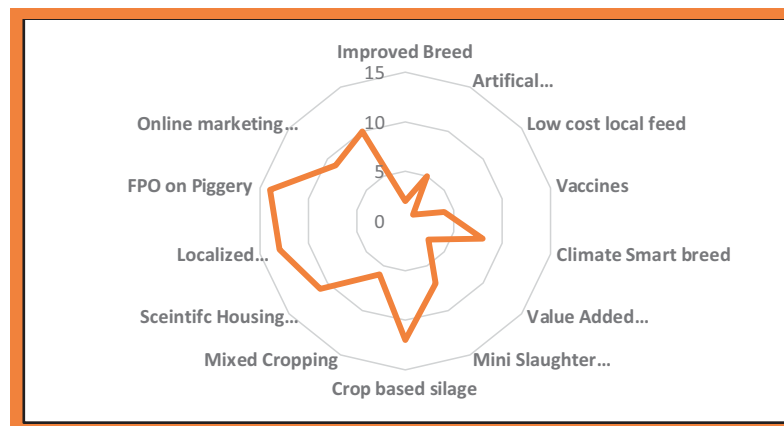 Improved Breed
15
Artifical...
10
Online marketing...
Low cost local feed
5
FPO on Piggery
Vaccines
0
Localized...
Climate Smart breed
Sceintifc Housing...
Value Added...
Mixed Cropping
Mini Slaughter...
Crop based silage